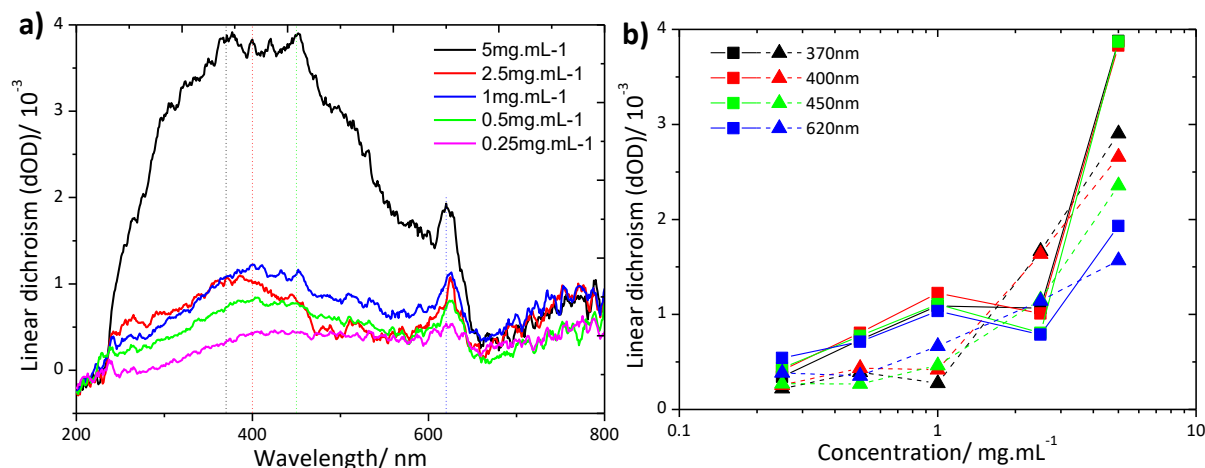 a)
Linear dichroism (dOD)/ 10⁻³
4
3
2
1
0
5mg.mL-1
2.5mg.mL-1
1mg.mL-1
0.5mg.mL-1
0.25mg.mL-1
200 400 600 800
Wavelength/ nm
b)
Linear dichroism (dOD)/ 10⁻³
4
3
2
1
0
370nm
400nm
450nm
620nm
0.1 1 10
Concentration/ mg.mL⁻¹